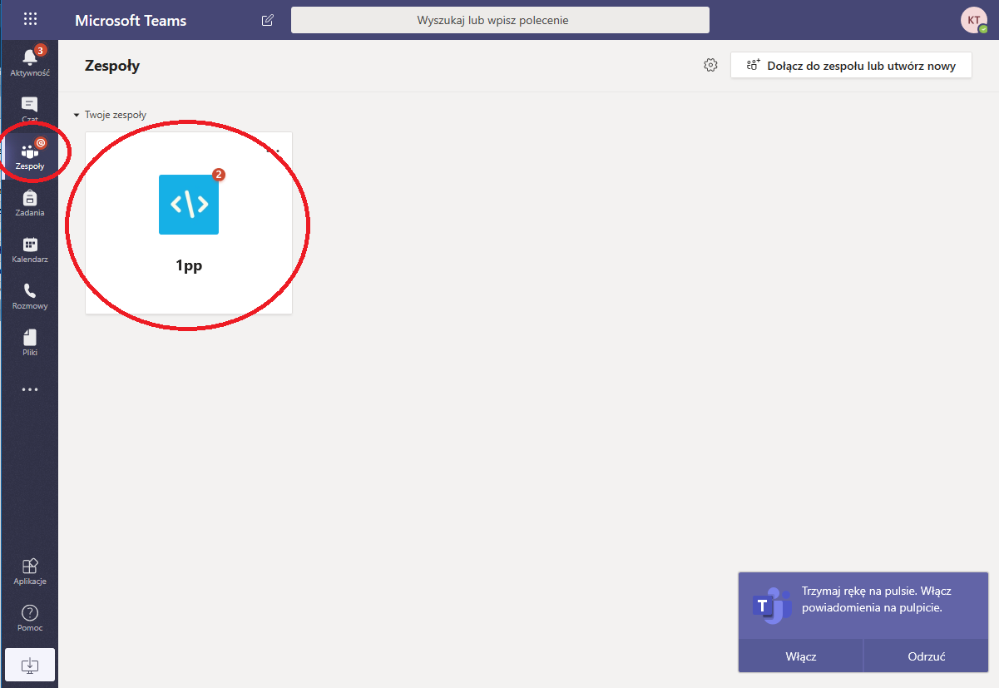 Microsoft Teams
Wyszukaj lub wpisz polecenie
KT
3
Aktywność
Czat
@
Zespoły
Zadania
Kalendarz
Rozmowy
Pliki
Aplikacje
Pomoc
Zespoły
Dołącz do zespołu lub utwórz nowy
Twoje zespoły
2
1pp
T
Trzymaj rękę na pulsie. Włącz
powiadomienia na pulpicie.
Włącz
Odrzuć